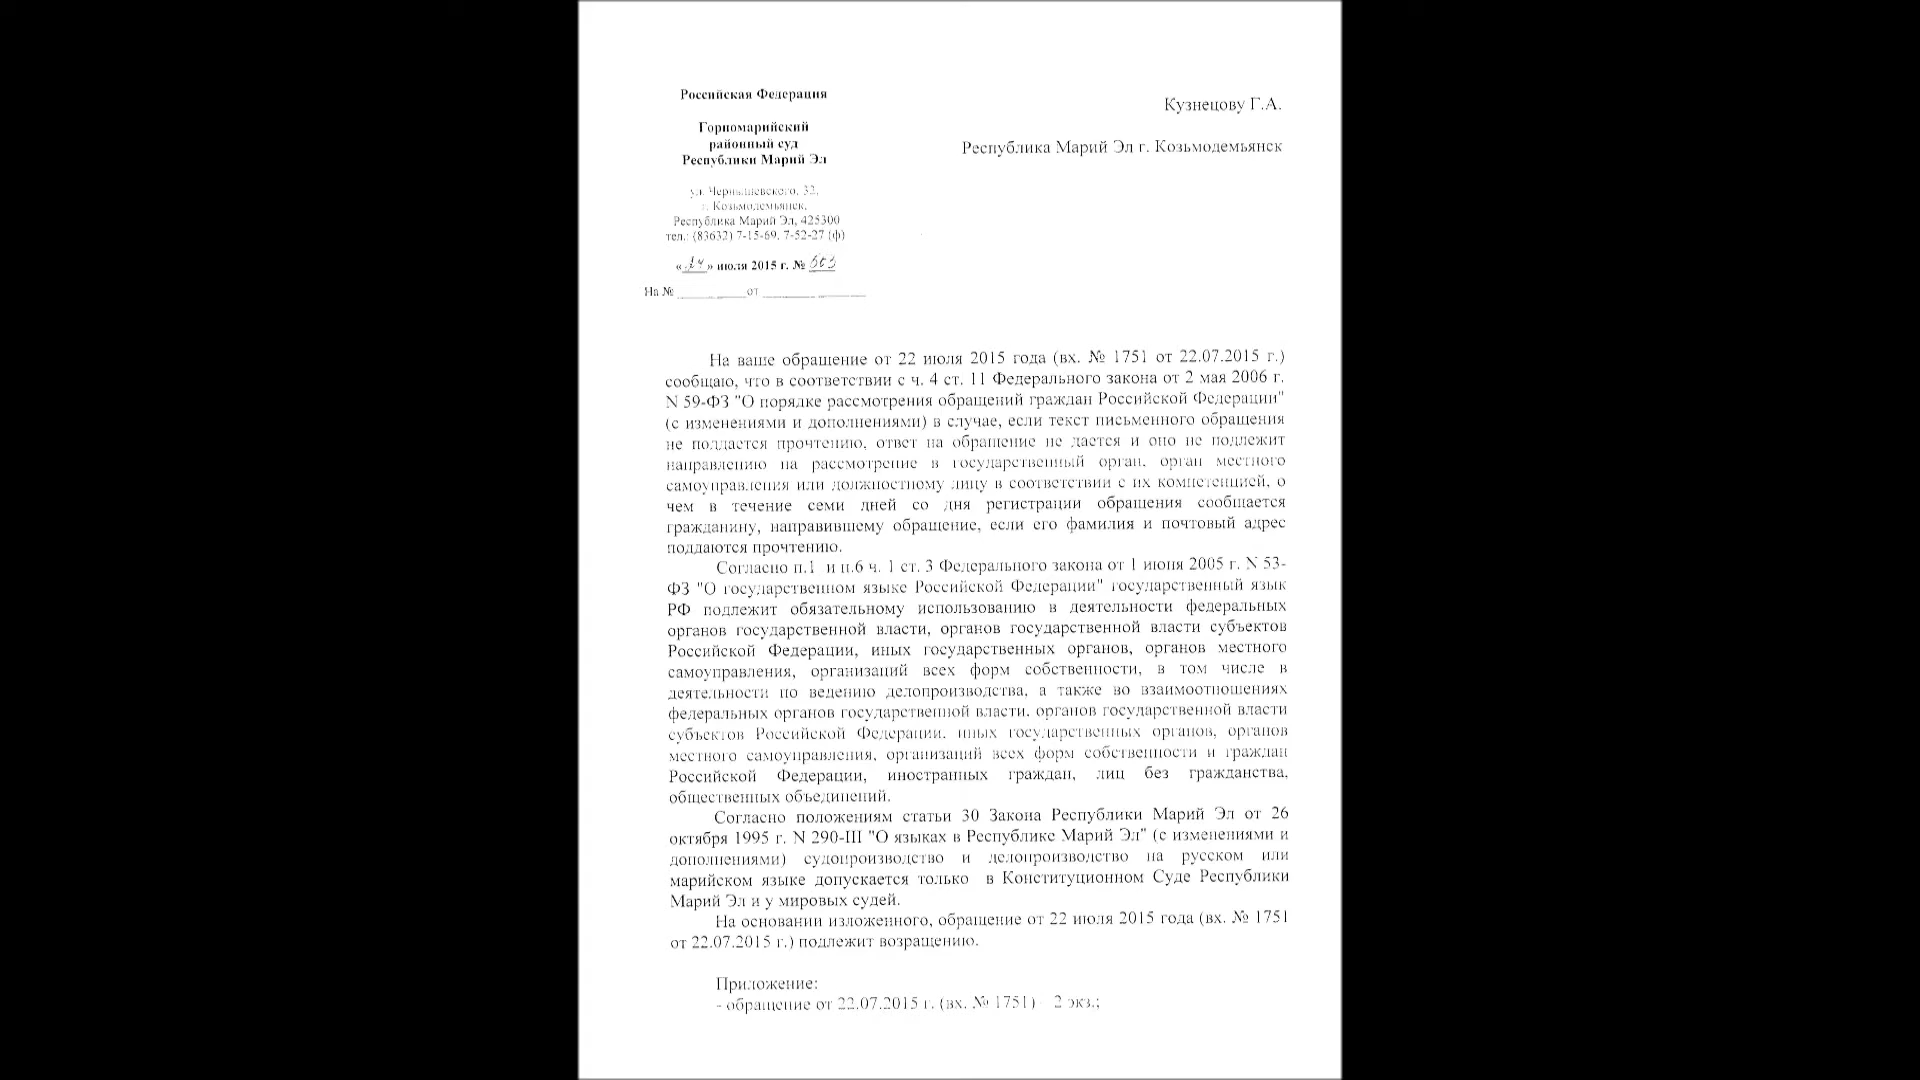 Российская Федерация
Горномарийский
районный суд
Республики Марий Эл
ул. Чернышевского, 32,
г. Козьмодемьянск,
Республика Марий Эл, 425300
тел.: (83632) 7-15-69, 7-52-27 (ф)
«24» июля 2015 г. № 603
На № ________от ____________
Кузнецову Г.А.
Республика Марий Эл г. Козьмодемьянск
На ваше обращение от 22 июля 2015 года (вх. № 1751 от 22.07.2015 г.)
сообщаю, что в соответствии с ч. 4 ст. 11 Федерального закона от 2 мая 2006 г.
N 59-ФЗ "О порядке рассмотрения обращений граждан Российской Федерации"
(с изменениями и дополнениями) в случае, если текст письменного обращения
не поддается прочтению, ответ на обращение не дается и оно не подлежит
направлению на рассмотрение в государственный орган, орган местного
самоуправления или должностному лицу в соответствии с их компетенцией, о
чем в течение семи дней со дня регистрации обращения сообщается
гражданину, направившему обращение, если его фамилия и почтовый адрес
поддаются прочтению.
Согласно п.1 и п.6 ч. 1 ст. 3 Федерального закона от 1 июня 2005 г. N 53-
ФЗ "О государственном языке Российской Федерации" государственный язык
РФ подлежит обязательному использованию в деятельности федеральных
органов государственной власти, органов государственной власти субъектов
Российской Федерации, иных государственных органов, органов местного
самоуправления, организаций всех форм собственности, в том числе в
деятельности по ведению делопроизводства, а также во взаимоотношениях
федеральных органов государственной власти, органов государственной власти
субъектов Российской Федерации, иных государственных органов, органов
местного самоуправления, организаций всех форм собственности и граждан
Российской Федерации, иностранных граждан, лиц без гражданства,
общественных объединений.
Согласно положениям статьи 30 Закона Республики Марий Эл от 26
октября 1995 г. N 290-III "О языках в Республике Марий Эл" (с изменениями и
дополнениями) судопроизводство и делопроизводство на русском или
марийском языке допускается только в Конституционном Суде Республики
Марий Эл и у мировых судей.
На основании изложенного, обращение от 22 июля 2015 года (вх. № 1751
от 22.07.2015 г.) подлежит возращению.
Приложение:
- обращение от 22.07.2015 г. (вх. № 1751) – 2 экз.;